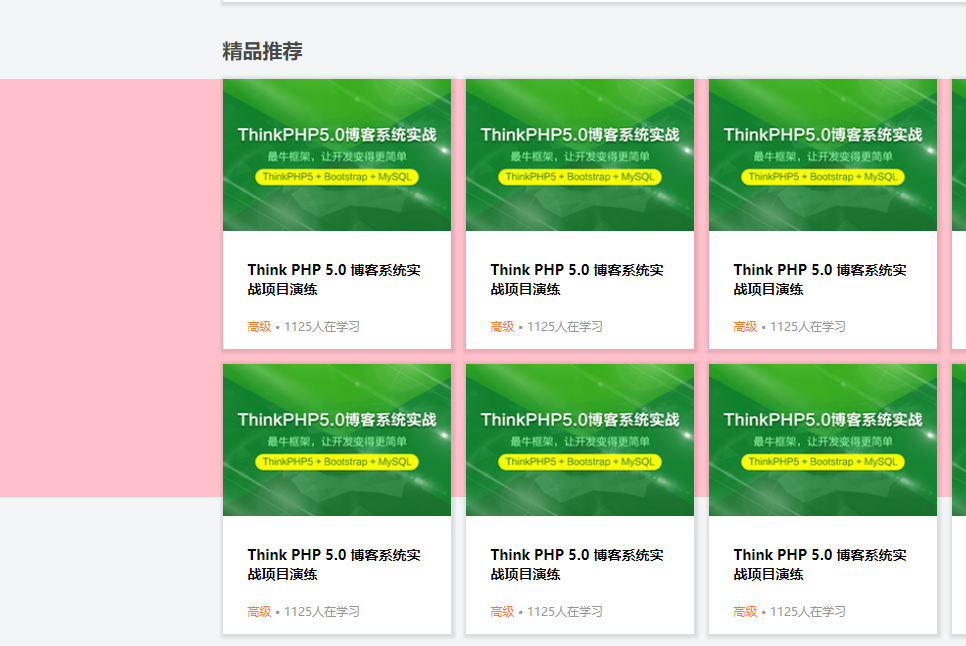 精品推荐
ThinkPHP5.0博客系统实战
最牛框架，让开发变得更简单
ThinkPHP5 + Bootstrap + MySQL
Think PHP 5.0 博客系统实
战项目演练
高级 • 1125人在学习
ThinkPHP5.0博客系统实战
最牛框架，让开发变得更简单
ThinkPHP5 + Bootstrap + MySQL
Think PHP 5.0 博客系统实
战项目演练
高级 • 1125人在学习
ThinkPHP5.0博客系统实战
最牛框架，让开发变得更简单
ThinkPHP5 + Bootstrap + MySQL
Think PHP 5.0 博客系统实
战项目演练
高级 • 1125人在学习
ThinkPHP5.0博客系统实战
最牛框架，让开发变得更简单
ThinkPHP5 + Bootstrap + MySQL
Think PHP 5.0 博客系统实
战项目演练
高级 • 1125人在学习
ThinkPHP5.0博客系统实战
最牛框架，让开发变得更简单
ThinkPHP5 + Bootstrap + MySQL
Think PHP 5.0 博客系统实
战项目演练
高级 • 1125人在学习
ThinkPHP5.0博客系统实战
最牛框架，让开发变得更简单
ThinkPHP5 + Bootstrap + MySQL
Think PHP 5.0 博客系统实
战项目演练
高级 • 1125人在学习